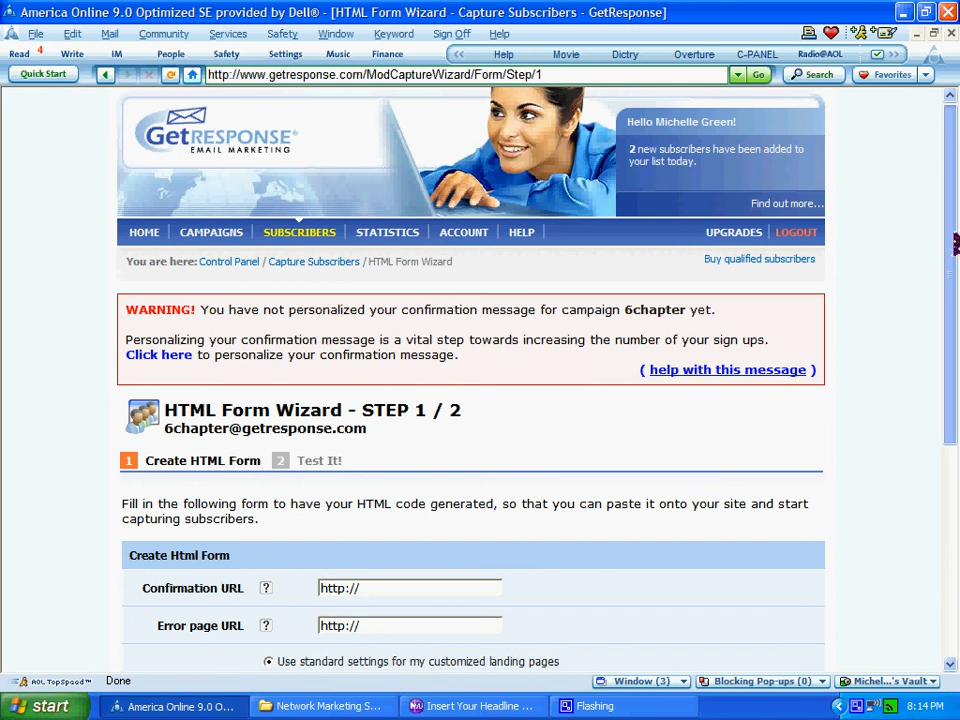 America Online 9.0 Optimized SE provided by Dell® - [HTML Form Wizard - Capture Subscribers - GetResponse]
File Edit Mail Community Services Safety Window Keyword Sign Off Help
Read 4 Write IM People Safety Settings Music Finance << Help Movie Dictry Overture C-PANEL Radio@AOL >>
Quick Start http://www.getresponse.com/ModCaptureWizard/Form/Step/1 Go Search Favorites
GetRESPONSE®
EMAIL MARKETING
Hello Michelle Green!
2 new subscribers have been added to
your list today.
Find out more...
HOME CAMPAIGNS SUBSCRIBERS STATISTICS ACCOUNT HELP UPGRADES LOGOUT
You are here: Control Panel / Capture Subscribers / HTML Form Wizard
Buy qualified subscribers
WARNING! You have not personalized your confirmation message for campaign 6chapter yet.
Personalizing your confirmation message is a vital step towards increasing the number of your sign ups.
Click here to personalize your confirmation message.
( help with this message )
HTML Form Wizard - STEP 1 / 2
6chapter@getresponse.com
1 Create HTML Form 2 Test It!
Fill in the following form to have your HTML code generated, so that you can paste it onto your site and start
capturing subscribers.
Create Html Form
Confirmation URL ? http://
Error page URL ? http://
Use standard settings for my customized landing pages
AOL TopSpeed™ Done Window (3) Blocking Pop-ups (0) Michel...'s Vault
start America Online 9.0 O... Network Marketing S... Insert Your Headline ... Flashing 8:14 PM